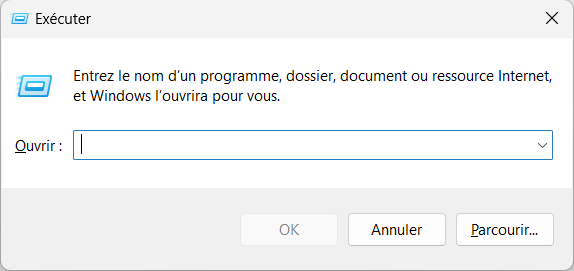 Exécuter
Entrez le nom d’un programme, dossier, document ou ressource Internet,
et Windows l’ouvrira pour vous.
Ouvrir :
OK
Annuler
Parcourir...